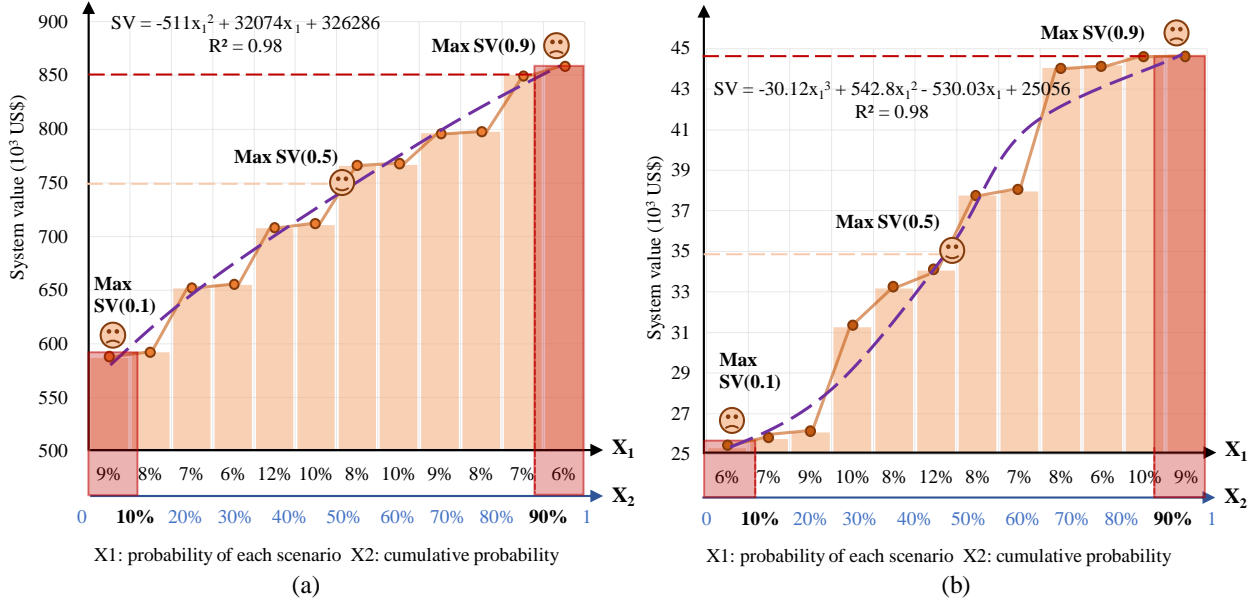 SV = -511x₁² + 32074x₁ + 326286
R² = 0.98
Max SV(0.9)
Max SV(0.5)
Max
SV(0.1)
System value (10³ US$)
900
850
800
750
700
650
600
550
500
X₁
9% 8% 7% 6% 12% 10% 8% 10% 9% 8% 7% 6%
X₂
0 10% 20% 30% 40% 50% 60% 70% 80% 90% 1
X1: probability of each scenario X2: cumulative probability
(a)
Max SV(0.9)
SV = -30.12x₁³ + 542.8x₁² - 530.03x₁ + 25056
R² = 0.98
Max SV(0.5)
Max
SV(0.1)
System value (10³ US$)
45
43
41
39
37
35
33
31
29
27
25
X₁
6% 7% 9% 10% 8% 12% 8% 7% 8% 6% 10% 9%
X₂
0 10% 20% 30% 40% 50% 60% 70% 80% 90% 1
X1: probability of each scenario X2: cumulative probability
(b)